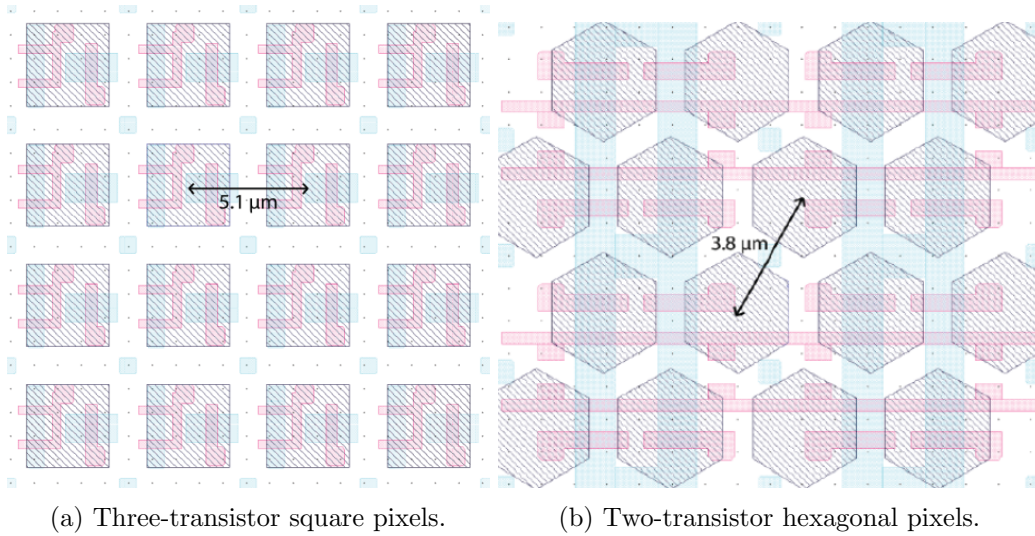 5.1 μm
3.8 μm
(a) Three-transistor square pixels.
(b) Two-transistor hexagonal pixels.